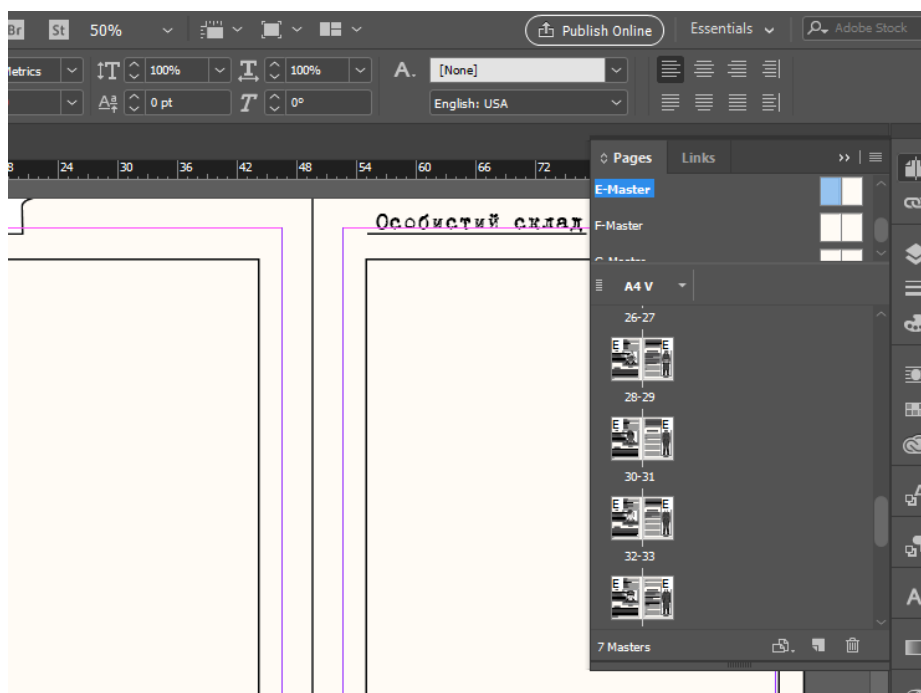 Br St 50% Publish Online Essentials Adobe Stock
Metrics 100% 100% A. [None]
0 pt T 0° English: USA
24 30 36 42 48 54 60 66 72
Pages Links
E-Master
Особистий склад
F-Master
A4 V
26-27
E E
28-29
E E
30-31
E E
32-33
E E
7 Masters
A